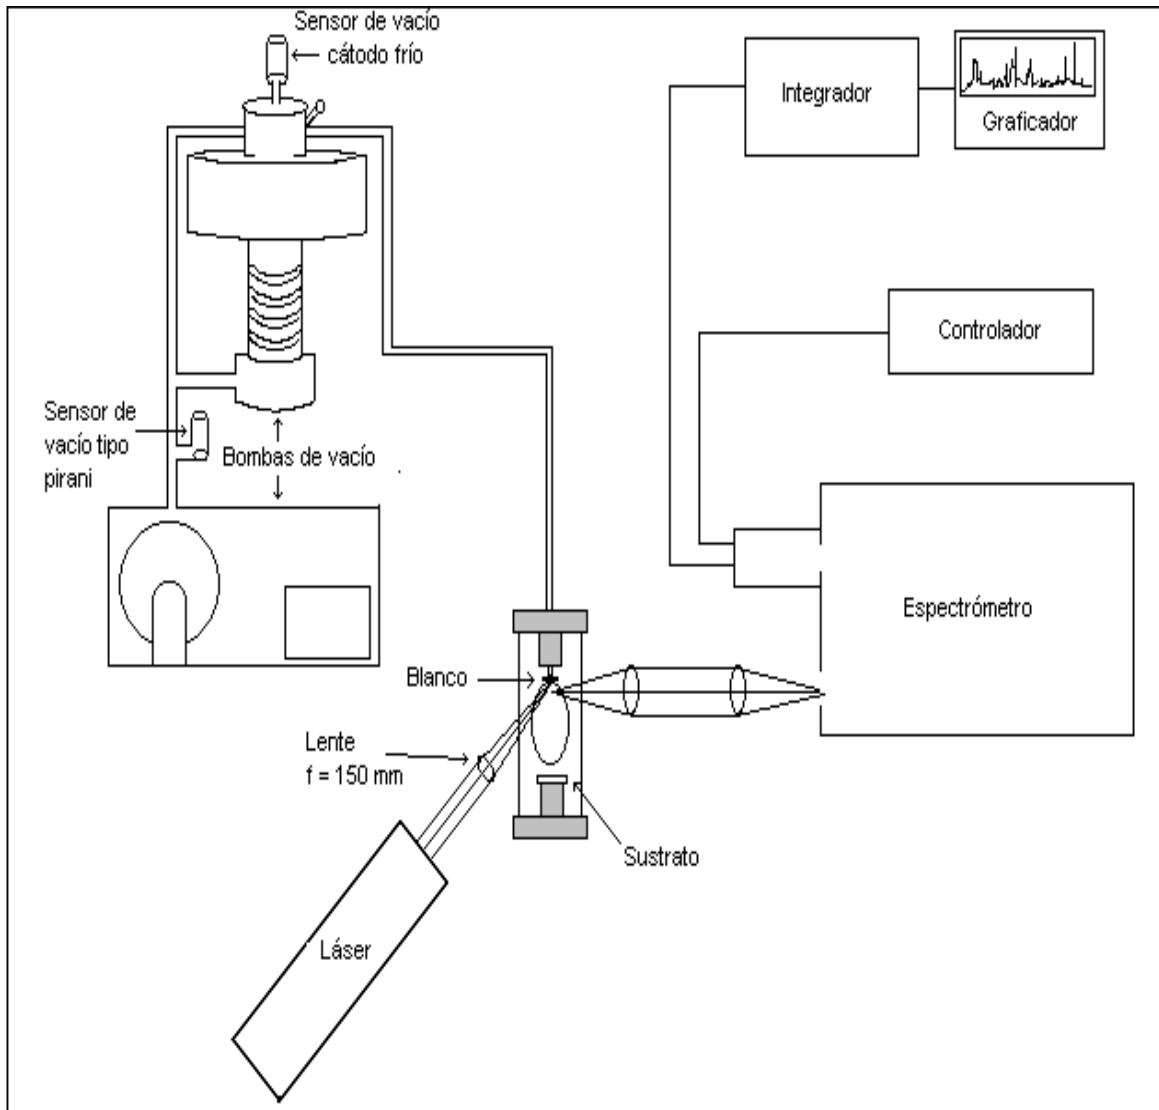 Sensor de vacío
cátodo frío
Integrador
Graficador
Controlador
Sensor de
vacío tipo
pirani
Bombas de vacío
Espectrómetro
Blanco
Lente
f = 150 mm
Sustrato
Láser